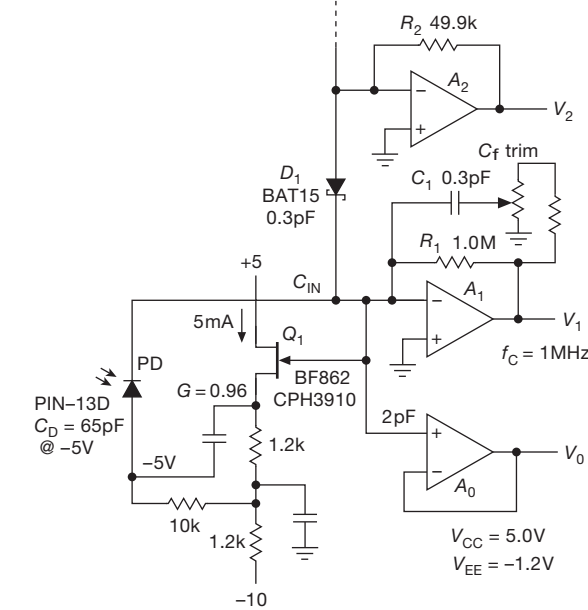 R2 49.9k
A2
V2
Cf trim
D1
BAT15
0.3pF
C1 0.3pF
R1 1.0M
+5
CIN
A1
V1
5mA
Q1
fC = 1MHz
PD
G = 0.96
BF862
CPH3910
PIN–13D
CD = 65pF
@ –5V
2pF
V0
–5V
1.2k
A0
10k
1.2k
VCC = 5.0V
VEE = –1.2V
–10